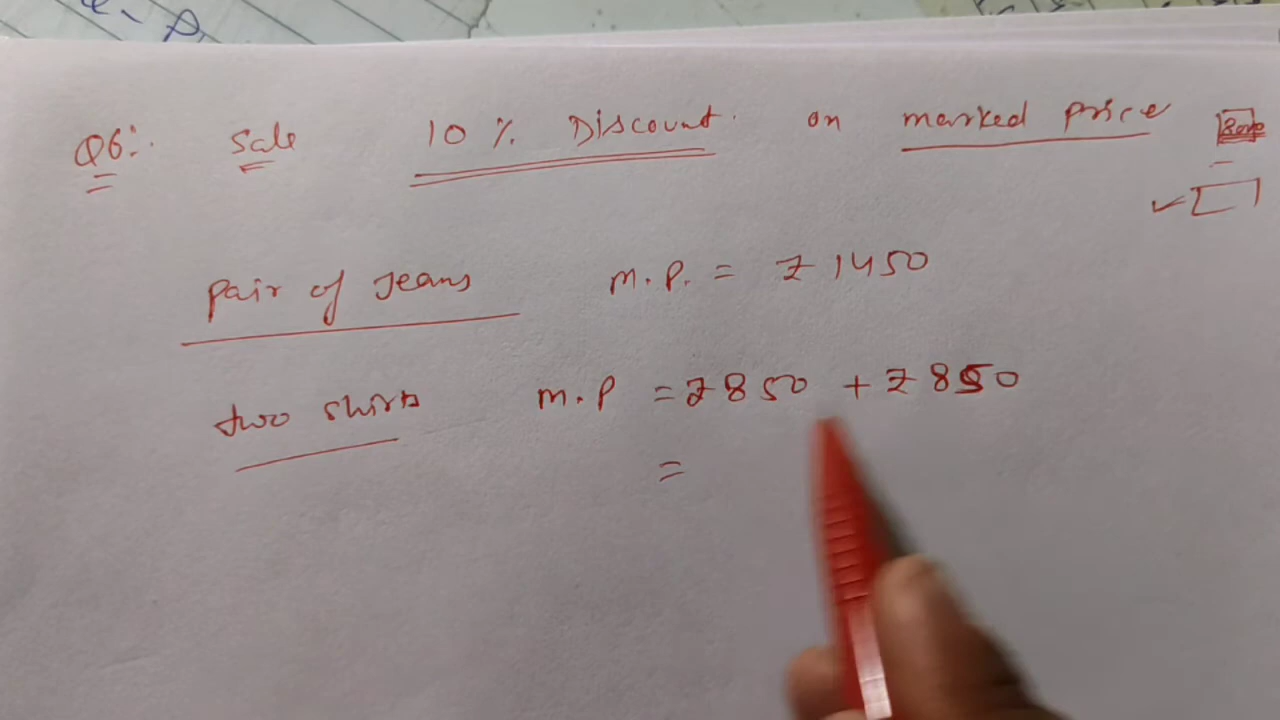 Q6:. Sale 10 % Discount. on marked price
pair of Jeans m.p. = ₹ 1450
two shirts m.p = ₹ 850 + ₹ 850
=